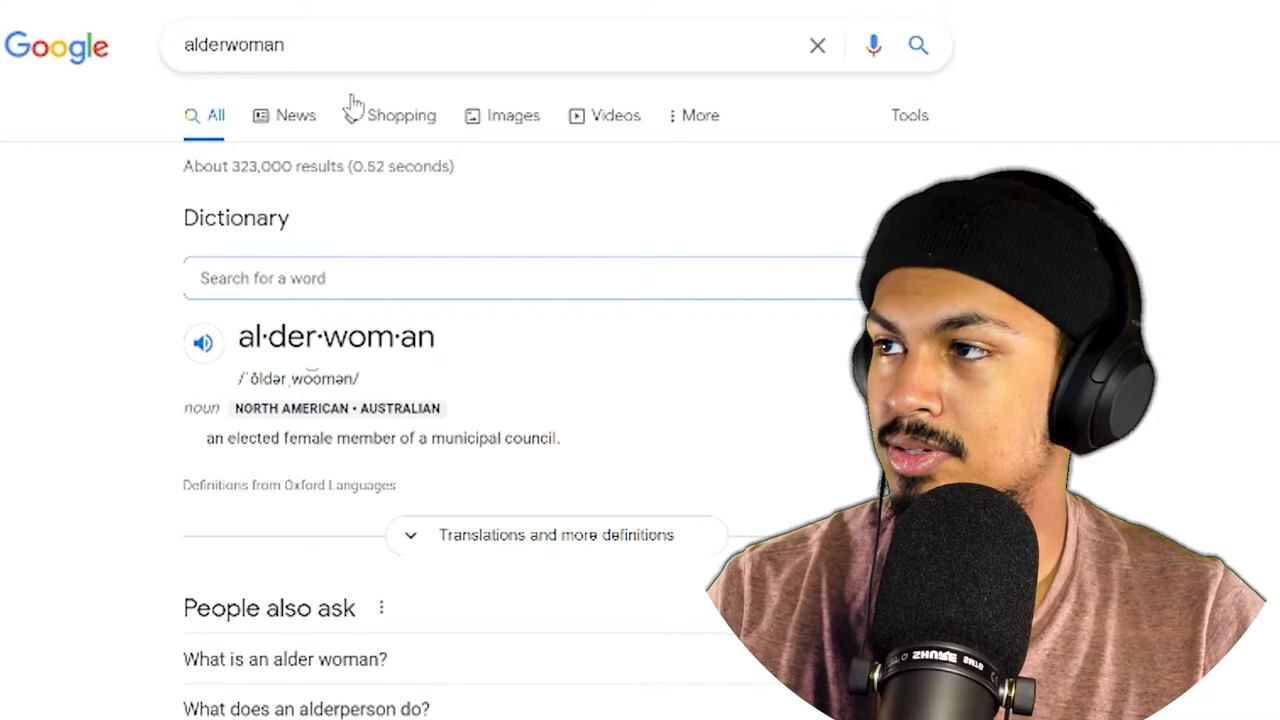 Google
alderwoman
All News Shopping Images Videos More Tools
About 323,000 results (0.52 seconds)
Dictionary
Search for a word
al·der·wom·an
/ˈôldərˌwo͝omən/
noun NORTH AMERICAN • AUSTRALIAN
an elected female member of a municipal council.
Definitions from Oxford Languages
Translations and more definitions
People also ask
What is an alder woman?
What does an alderperson do?
SHURE